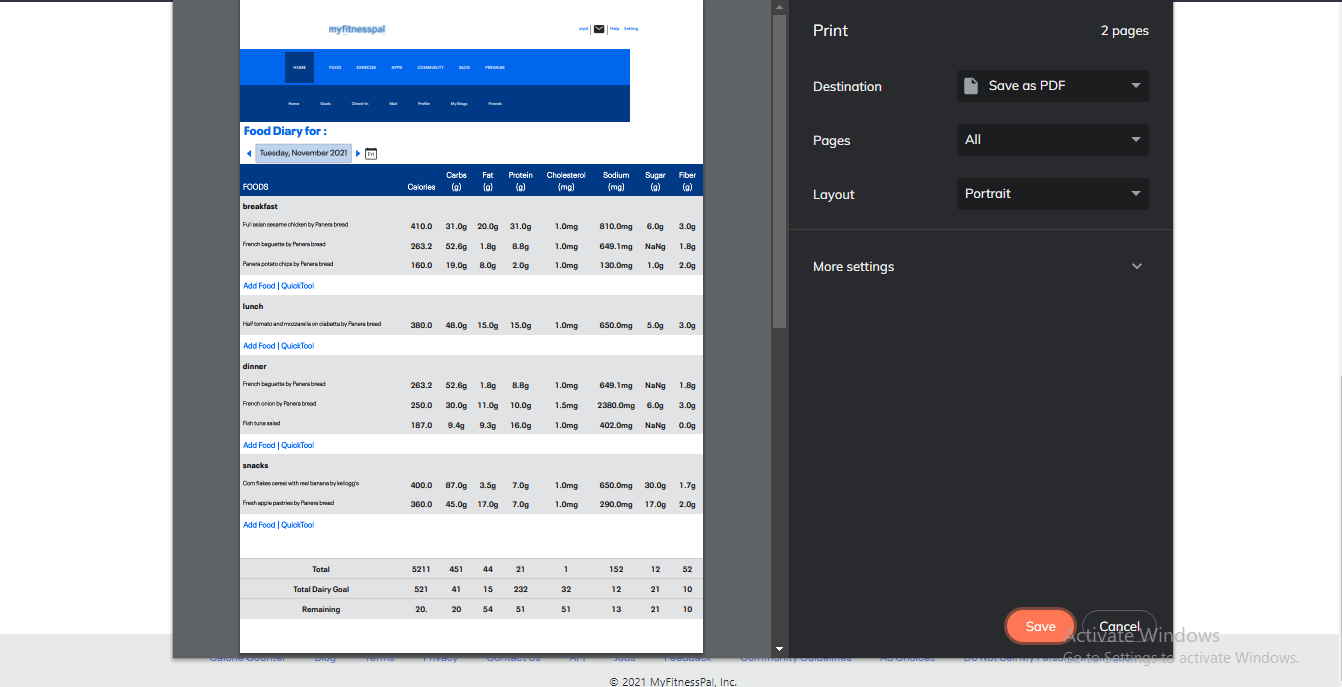 myfitnesspal
Help Setting
HOME FOOD EXERCISE APPS COMMUNITY BLOG PREMIUM
Home Goals Check-In Mail Profile My Blogs Friends
Food Diary for :
Tuesday, November 2021 Fri
FOODS Calories Carbs (g) Fat (g) Protein (g) Cholesterol (mg) Sodium (mg) Sugar (g) Fiber (g)
breakfast
Full asian sesame chicken by Panera bread 410.0 31.0g 20.0g 31.0g 1.0mg 810.0mg 6.0g 3.0g
French baguette by Panera bread 263.2 52.6g 1.8g 8.8g 1.0mg 649.1mg NaNg 1.8g
Panera potato chips by Panera bread 160.0 19.0g 8.0g 2.0g 1.0mg 130.0mg 1.0g 2.0g
Add Food | QuickTool
lunch
Half tomato and mozzarella on ciabatta by Panera bread 380.0 48.0g 15.0g 15.0g 1.0mg 650.0mg 5.0g 3.0g
Add Food | QuickTool
dinner
French baguette by Panera bread 263.2 52.6g 1.8g 8.8g 1.0mg 649.1mg NaNg 1.8g
French onion by Panera bread 250.0 30.0g 11.0g 10.0g 1.5mg 2380.0mg 6.0g 3.0g
Fish tuna salad 187.0 9.4g 9.3g 16.0g 1.0mg 402.0mg NaNg 0.0g
Add Food | QuickTool
snacks
Corn flakes cereal with real banana by kellogg's 400.0 87.0g 3.5g 7.0g 1.0mg 650.0mg 30.0g 1.7g
Fresh apple pastries by Panera bread 360.0 45.0g 17.0g 7.0g 1.0mg 290.0mg 17.0g 2.0g
Add Food | QuickTool
Total 5211 451 44 21 1 152 12 52
Total Dairy Goal 521 41 15 232 32 12 21 10
Remaining 20. 20 54 51 51 13 21 10
Print 2 pages
Destination Save as PDF
Pages All
Layout Portrait
More settings
Save Cancel
Activate Windows
Go to Settings to activate Windows.
Calorie Counter Blog Terms Privacy Contact Us API Jobs Feedback Community Guidelines Ad Choices Do Not Sell My
© 2021 MyFitnessPal, Inc.